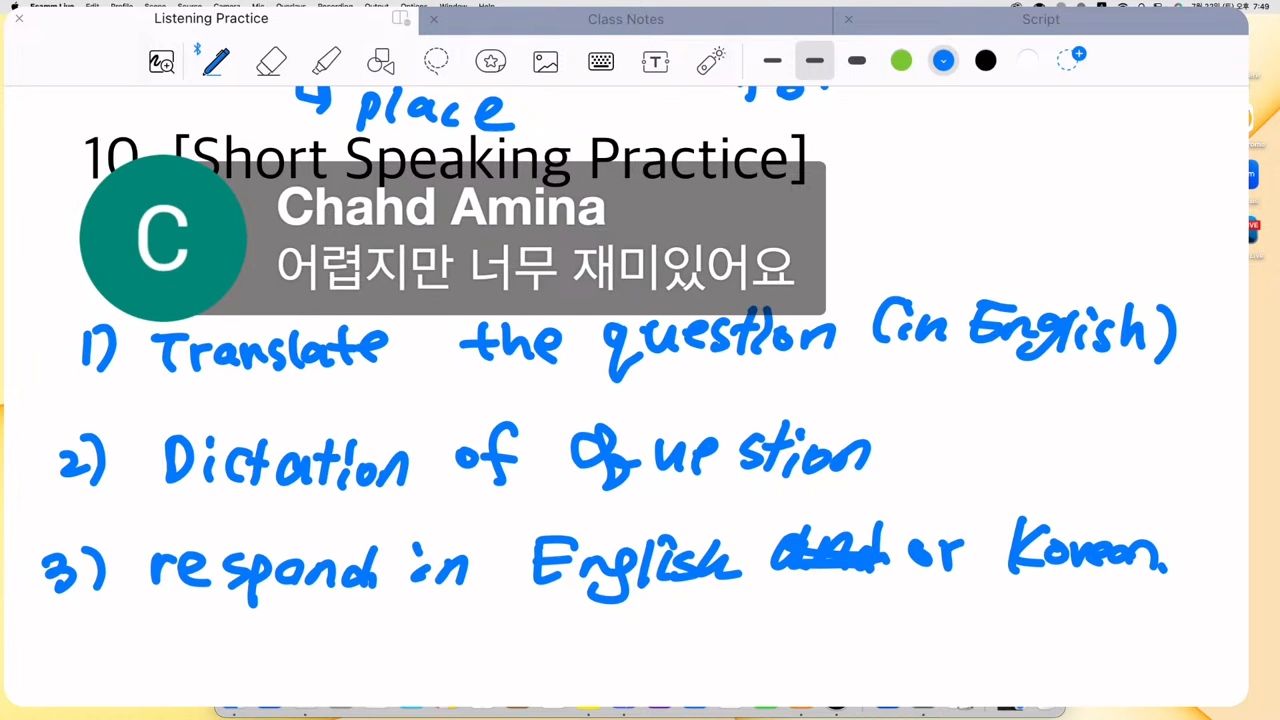 Listening Practice
Class Notes
Script
place
10. [Short Speaking Practice]
C
Chahd Amina
어렵지만 너무 재미있어요
1) Translate the question (in English)
2) Dictation of Question
3) respond in English or Korean.